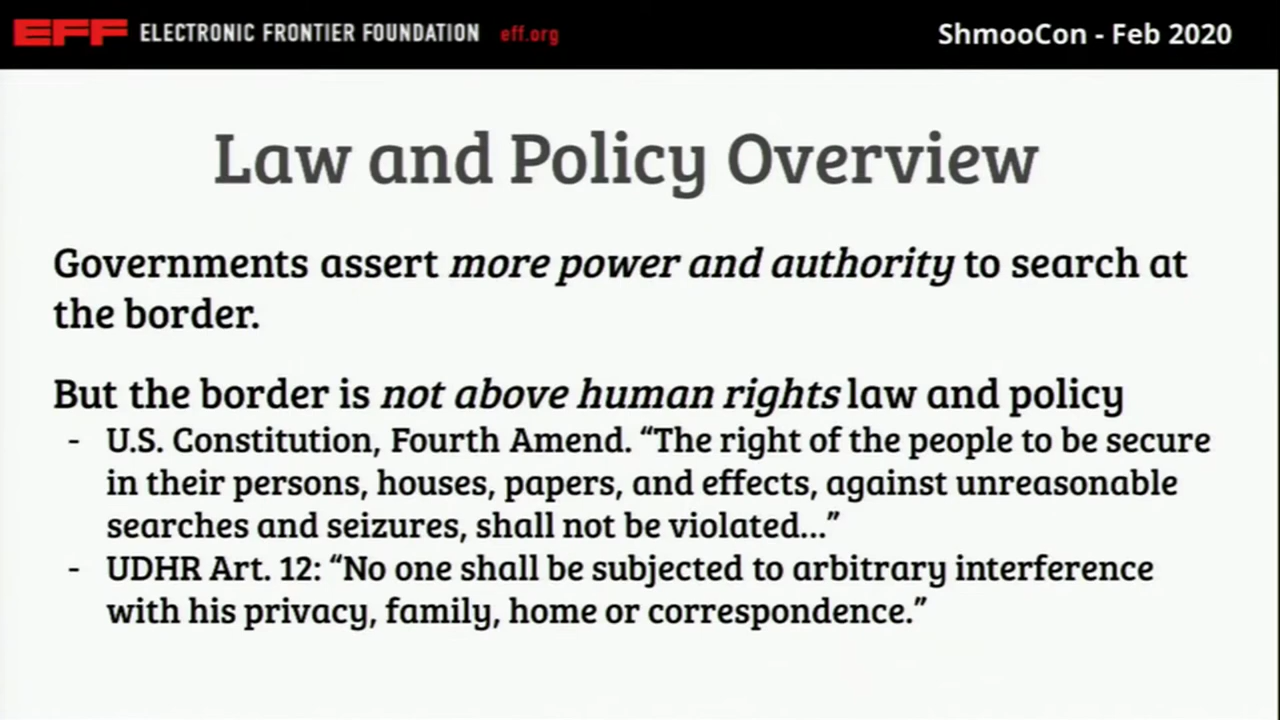 EFF ELECTRONIC FRONTIER FOUNDATION eff.org
ShmooCon - Feb 2020
Law and Policy Overview
Governments assert more power and authority to search at
the border.
But the border is not above human rights law and policy
- U.S. Constitution, Fourth Amend. “The right of the people to be secure
in their persons, houses, papers, and effects, against unreasonable
searches and seizures, shall not be violated...”
- UDHR Art. 12: “No one shall be subjected to arbitrary interference
with his privacy, family, home or correspondence.”